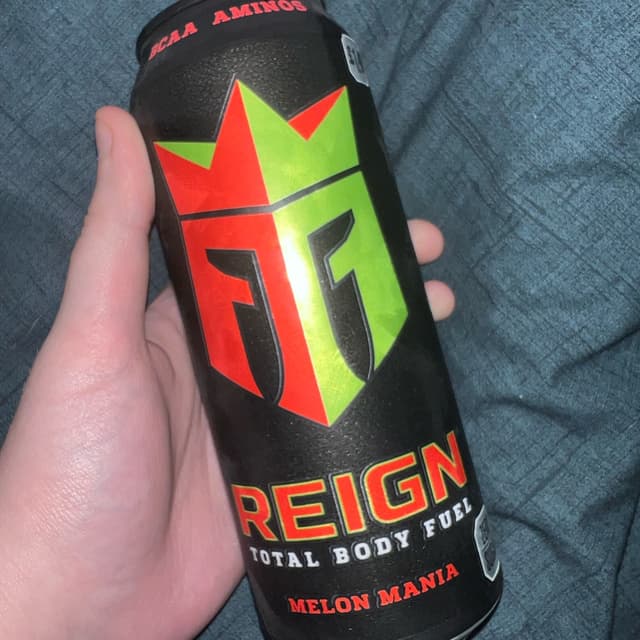 BCAA AMINOS
REIGN
TOTAL BODY FUEL
MELON MANIA